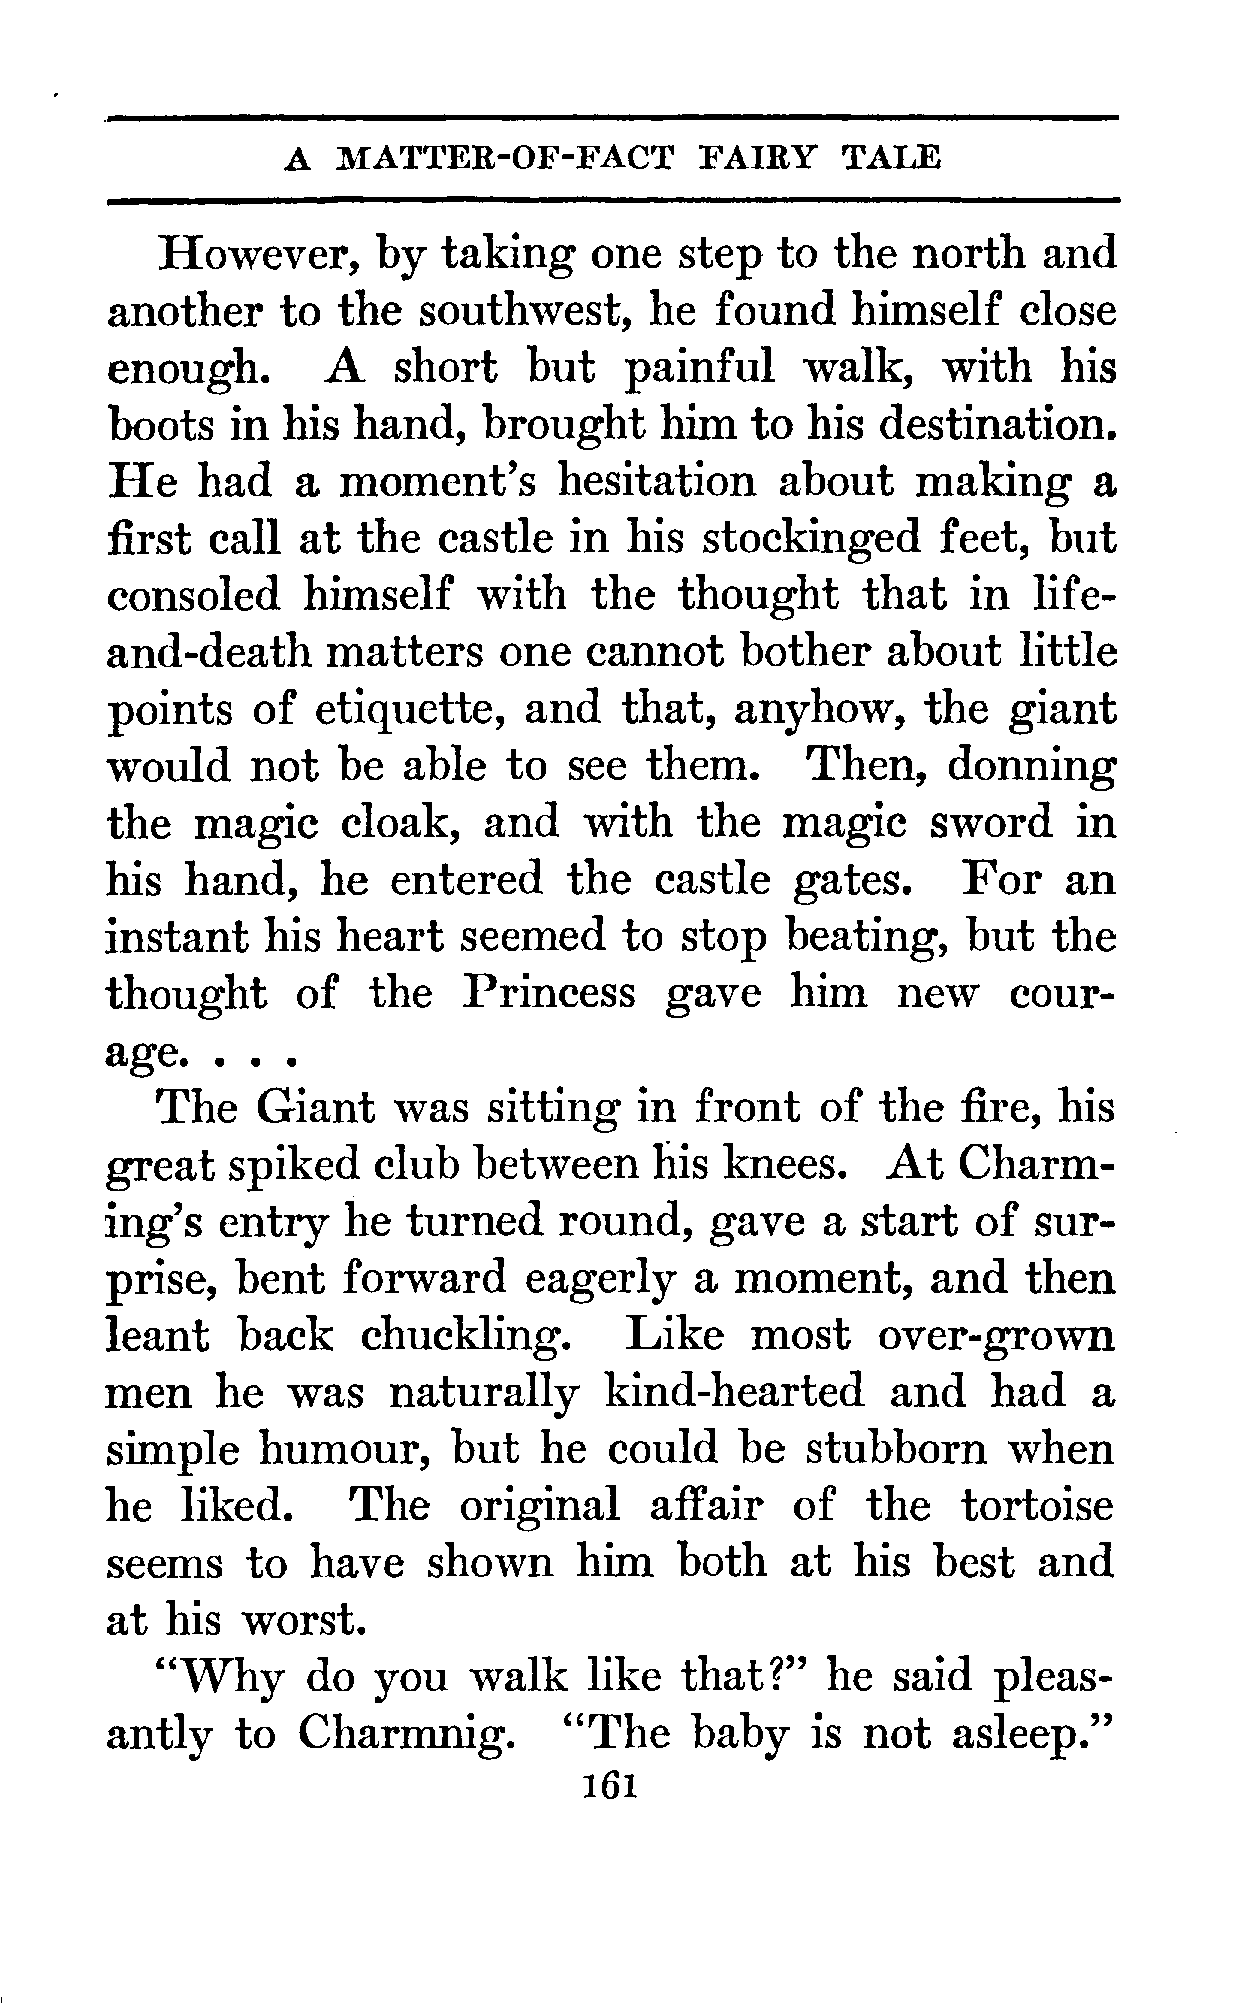 A MATTER-OF-FACT FAIRY TALE
However, by taking one step to the north and
another to the southwest, he found himself close
enough. A short but painful walk, with his
boots in his hand, brought him to his destination.
He had a moment's hesitation about making a
first call at the castle in his stockinged feet, but
consoled himself with the thought that in life-
and-death matters one cannot bother about little
points of etiquette, and that, anyhow, the giant
would not be able to see them. Then, donning
the magic cloak, and with the magic sword in
his hand, he entered the castle gates. For an
instant his heart seemed to stop beating, but the
thought of the Princess gave him new cour-
age. . . .
The Giant was sitting in front of the fire, his
great spiked club between his knees. At Charm-
ing's entry he turned round, gave a start of sur-
prise, bent forward eagerly a moment, and then
leant back chuckling. Like most over-grown
men he was naturally kind-hearted and had a
simple humour, but he could be stubborn when
he liked. The original affair of the tortoise
seems to have shown him both at his best and
at his worst.
"Why do you walk like that?" he said pleas-
antly to Charmnig. "The baby is not asleep."
161